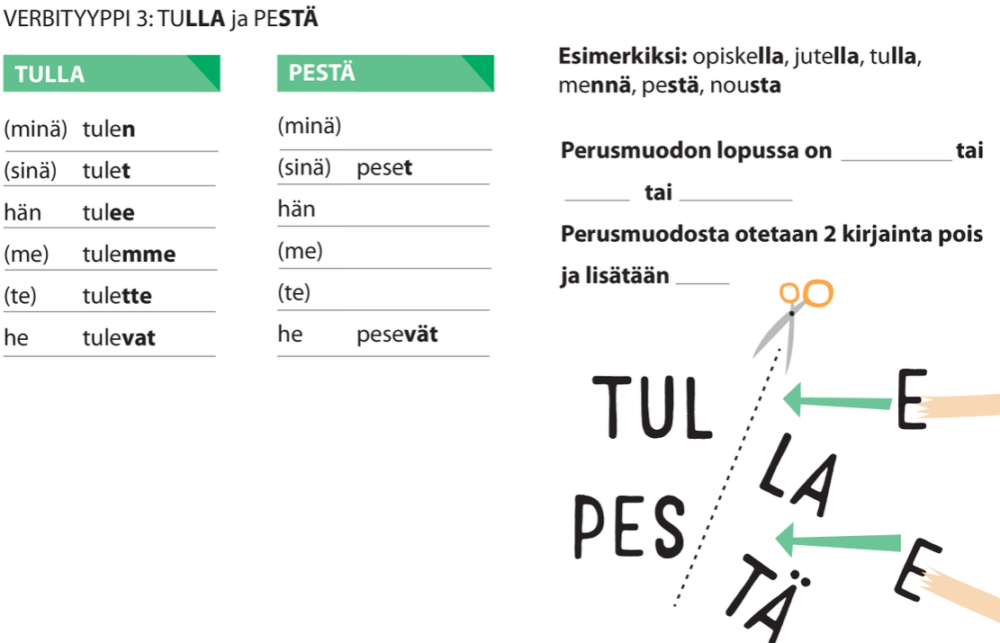 VERBITYYPPI 3: TULLA ja PESTÄ
TULLA
(minä) tulen
(sinä) tulet
hän tulee
(me) tulemme
(te) tulette
he tulevat
PESTÄ
(minä)
(sinä) peset
hän
(me)
(te)
he pesevät
Esimerkiksi: opiskella, jutella, tulla,
mennä, pestä, nousta
Perusmuodon lopussa on __________ tai
______ tai __________
Perusmuodosta otetaan 2 kirjainta pois
ja lisätään _____
TUL
E
LA
PES
E
TÄ